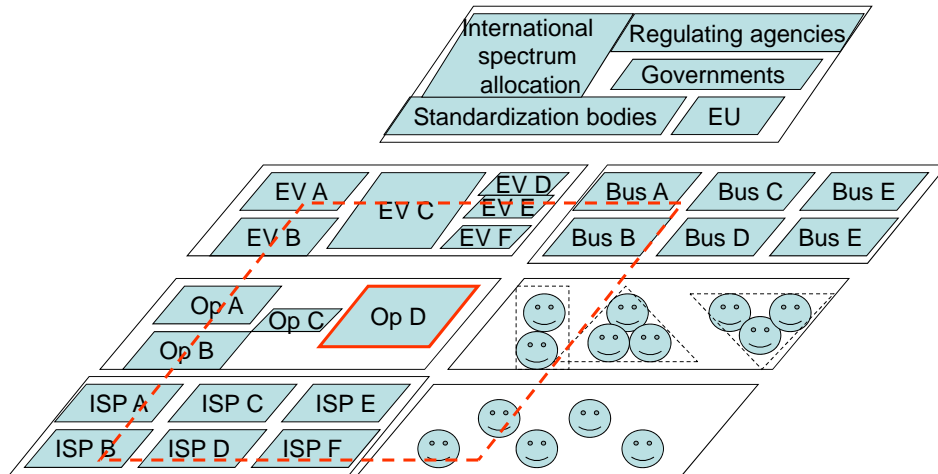 International
spectrum
allocation
Regulating agencies
Governments
Standardization bodies
EU
EV A
EV B
EV C
EV D
EV E
EV F
Bus A
Bus C
Bus E
Bus B
Bus D
Bus E
Op A
Op B
Op C
Op D
ISP A
ISP C
ISP E
ISP B
ISP D
ISP F